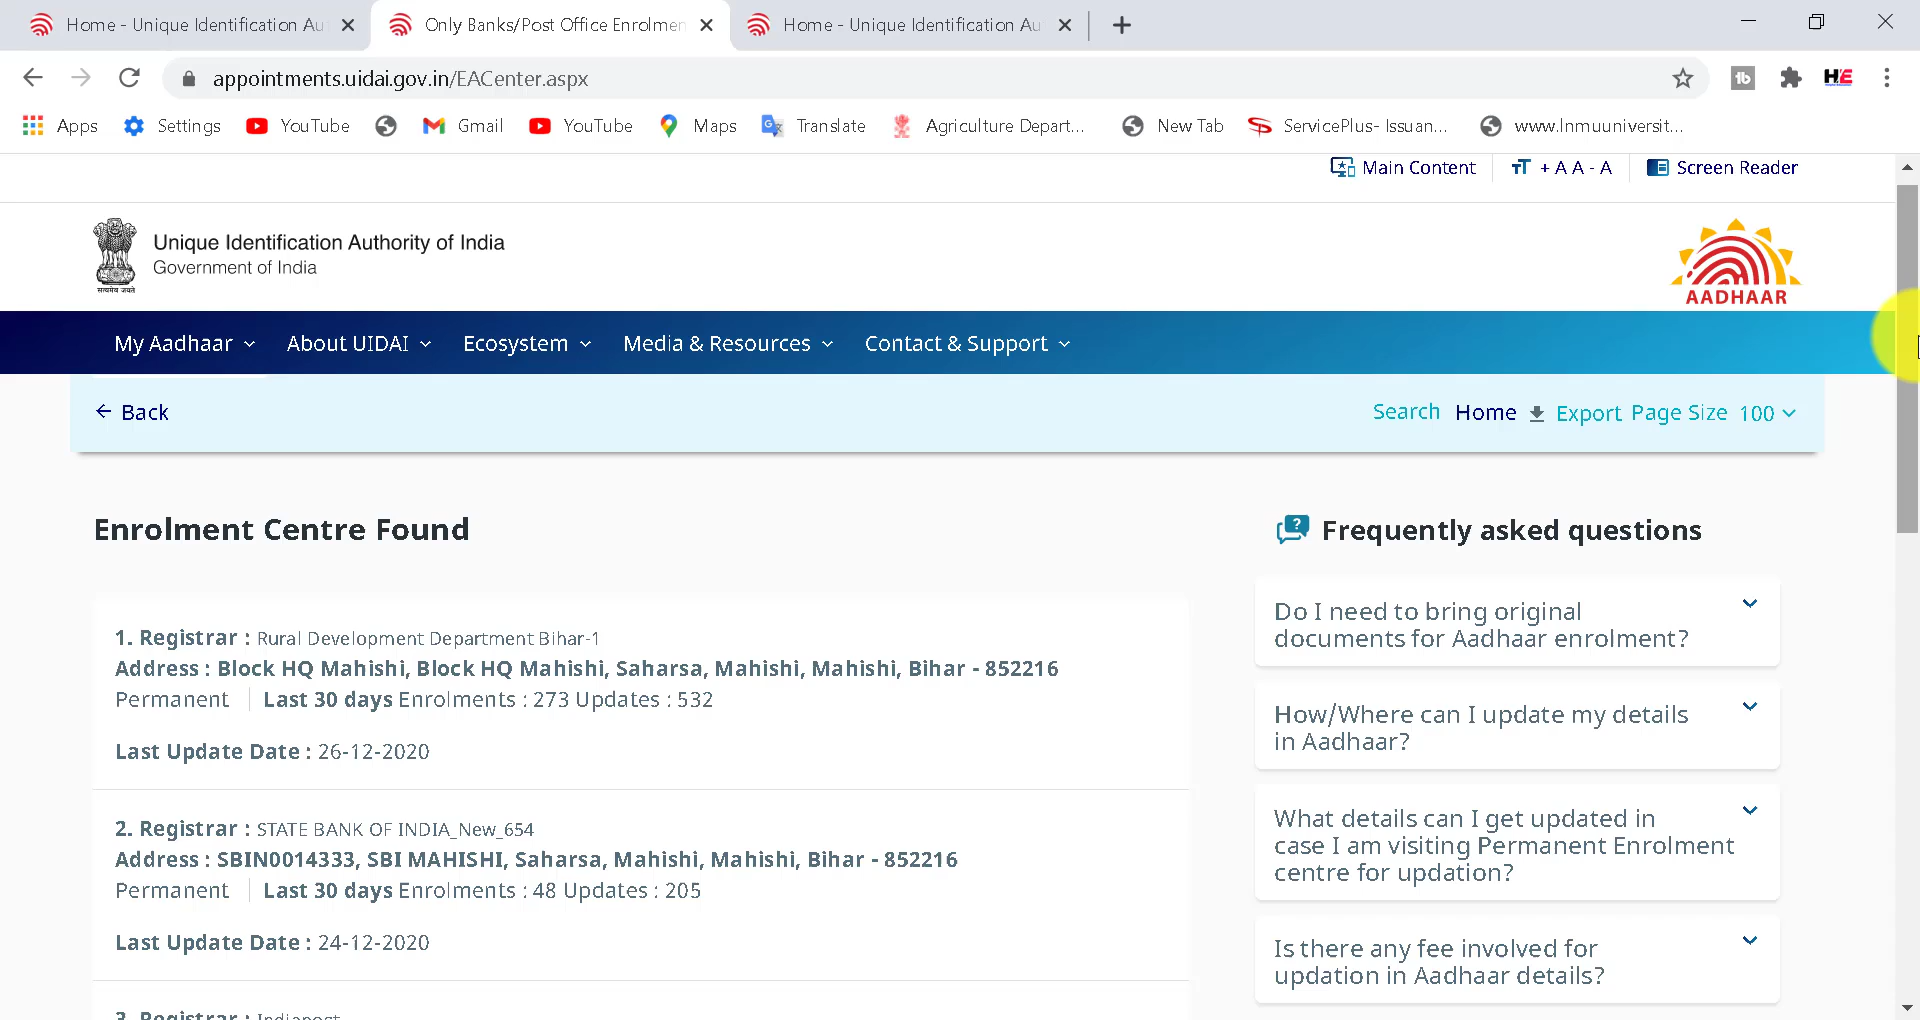 Home - Unique Identification Au
Only Banks/Post Office Enrolmen
Home - Unique Identification Au
appointments.uidai.gov.in/EACenter.aspx
Apps
Settings
YouTube
Gmail
YouTube
Maps
Translate
Agriculture Depart...
New Tab
ServicePlus- Issuan...
www.lnmuuniversit...
Main Content
+ A A - A
Screen Reader
Unique Identification Authority of India
Government of India
सत्यमेव जयते
AADHAAR
My Aadhaar
About UIDAI
Ecosystem
Media & Resources
Contact & Support
← Back
Search
Home
Export
Page Size
100
Enrolment Centre Found
1. Registrar : Rural Development Department Bihar-1
Address : Block HQ Mahishi, Block HQ Mahishi, Saharsa, Mahishi, Mahishi, Bihar - 852216
Permanent | Last 30 days Enrolments : 273 Updates : 532
Last Update Date : 26-12-2020
2. Registrar : STATE BANK OF INDIA_New_654
Address : SBIN0014333, SBI MAHISHI, Saharsa, Mahishi, Mahishi, Bihar - 852216
Permanent | Last 30 days Enrolments : 48 Updates : 205
Last Update Date : 24-12-2020
3. Registrar : Indiapost
Frequently asked questions
Do I need to bring original
documents for Aadhaar enrolment?
How/Where can I update my details
in Aadhaar?
What details can I get updated in
case I am visiting Permanent Enrolment
centre for updation?
Is there any fee involved for
updation in Aadhaar details?